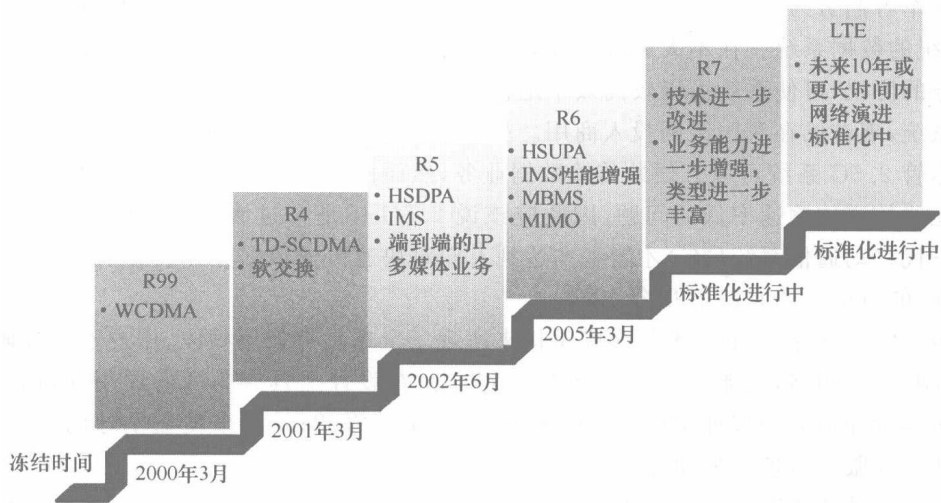 R99
• WCDMA
R4
• TD-SCDMA
• 软交换
R5
• HSDPA
• IMS
• 端到端的IP
多媒体业务
R6
• HSUPA
• IMS性能增强
• MBMS
• MIMO
R7
• 技术进一步
改进
• 业务能力进
一步增强，
类型进一步
丰富
LTE
• 未来10年或
更长时间内
网络演进
• 标准化中
冻结时间
2000年3月
2001年3月
2002年6月
2005年3月
标准化进行中
标准化进行中